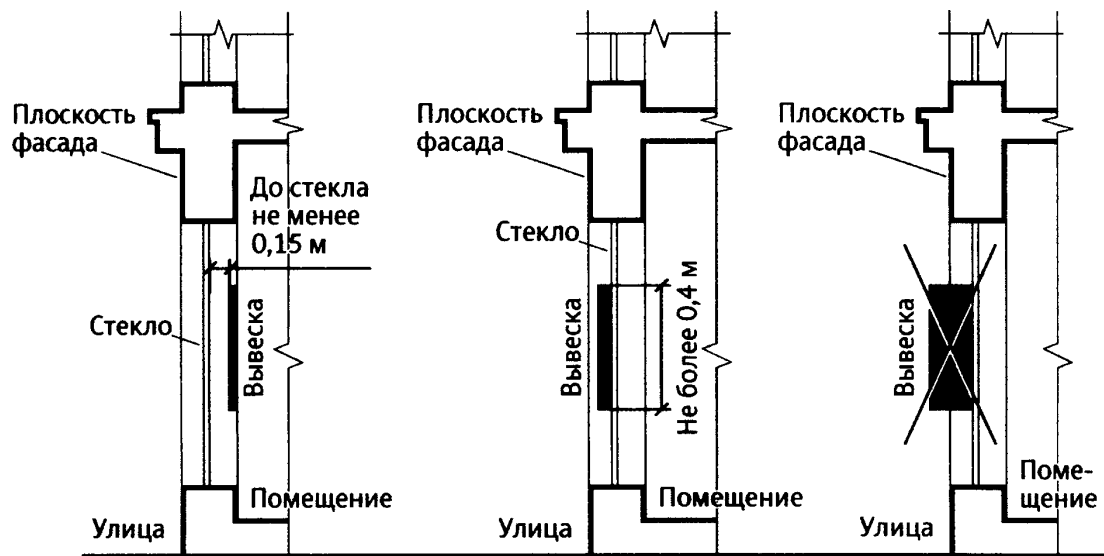 Плоскость
фасада
До стекла
не менее
0,15 м
Стекло
Вывеска
Помещение
Улица
Плоскость
фасада
Стекло
Вывеска
Не более 0,4 м
Помещение
Улица
Плоскость
фасада
Вывеска
Поме-
щение
Улица